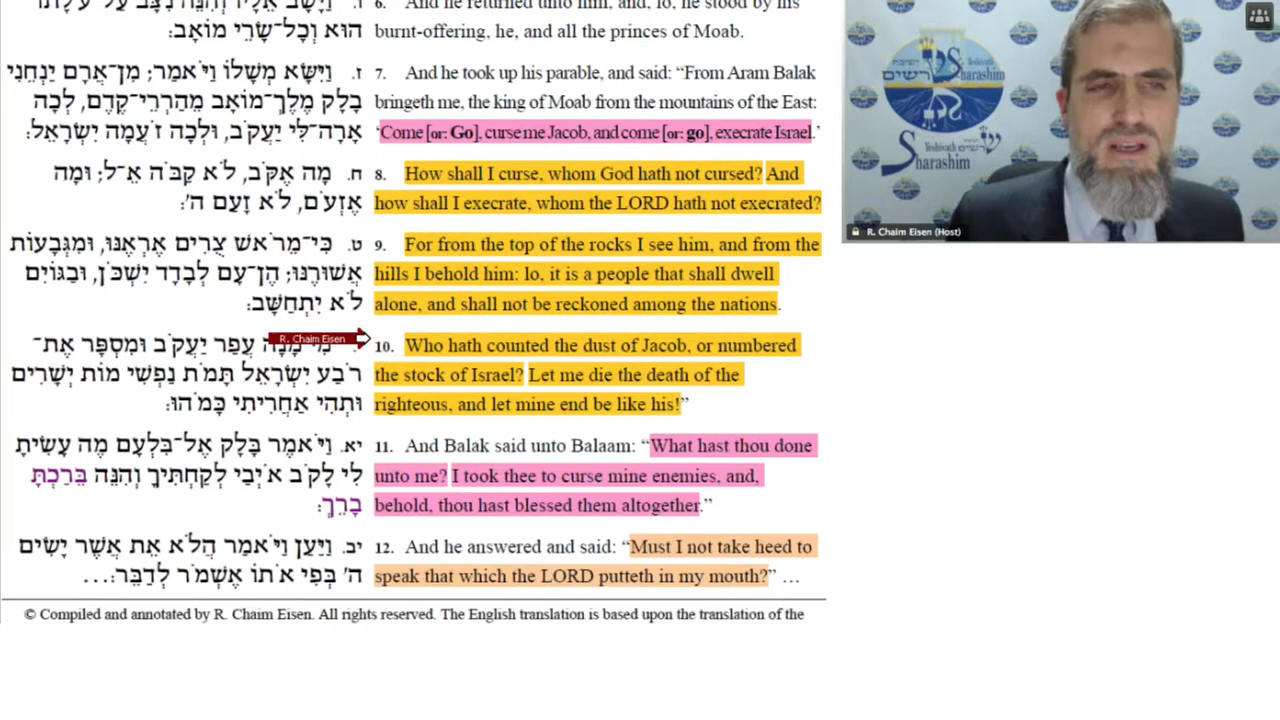 ו. וַיָּשָׁב אֵלָיו וְהִנֵּה נִצָּב עַל־עֹלָתוֹ
הוּא וְכָל־שָׂרֵי מוֹאָב:
ז. וַיִּשָּׂא מְשָׁלוֹ וַיֹּאמַר; מִן־אֲרָם יַנְחֵנִי
בָלָק מֶלֶךְ־מוֹאָב מֵהַרְרֵי־קֶדֶם, לְכָה
אָרָה־לִּי יַעֲקֹב, וּלְכָה זֹעֲמָה יִשְׂרָאֵל:
ח. מָה אֶקֹּב, לֹא קַבֹּה אֵ־ל; וּמָה
אֶזְעֹם, לֹא זָעַם ה':
ט. כִּי־מֵרֹאשׁ צֻרִים אֶרְאֶנּוּ, וּמִגְּבָעוֹת
אֲשׁוּרֶנּוּ; הֶן־עָם לְבָדָד יִשְׁכֹּן, וּבַגּוֹיִם
לֹא יִתְחַשָּׁב:
מִי מָנָה עֲפַר יַעֲקֹב וּמִסְפָּר אֶת־
רֹבַע יִשְׂרָאֵל תָּמֹת נַפְשִׁי מוֹת יְשָׁרִים
וּתְהִי אַחֲרִיתִי כָּמֹהוּ:
יא. וַיֹּאמֶר בָּלָק אֶל־בִּלְעָם מֶה עָשִׂיתָ
לִי לָקֹב אֹיְבַי לְקַחְתִּיךָ וְהִנֵּה בֵּרַכְתָּ
בָרֵךְ:
יב. וַיַּעַן וַיֹּאמַר הֲלֹא אֵת אֲשֶׁר יָשִׂים
ה' בְּפִי אֹתוֹ אֶשְׁמֹר לְדַבֵּר:…
6. And he returned unto him, and, lo, he stood by his
burnt-offering, he, and all the princes of Moab.
7. And he took up his parable, and said: “From Aram Balak
bringeth me, the king of Moab from the mountains of the East:
‘Come [or: Go], curse me Jacob, and come [or: go], execrate Israel.’
8. How shall I curse, whom God hath not cursed? And
how shall I execrate, whom the LORD hath not execrated?
9. For from the top of the rocks I see him, and from the
hills I behold him: lo, it is a people that shall dwell
alone, and shall not be reckoned among the nations.
R. Chaim Eisen
10. Who hath counted the dust of Jacob, or numbered
the stock of Israel? Let me die the death of the
righteous, and let mine end be like his!”
11. And Balak said unto Balaam: “What hast thou done
unto me? I took thee to curse mine enemies, and,
behold, thou hast blessed them altogether.”
12. And he answered and said: “Must I not take heed to
speak that which the LORD putteth in my mouth?” …
© Compiled and annotated by R. Chaim Eisen. All rights reserved. The English translation is based upon the translation of the
Yeshivath
Sharashim
ישיבת
שרשים
Yeshivath
Sharashim
R. Chaim Eisen (Host)